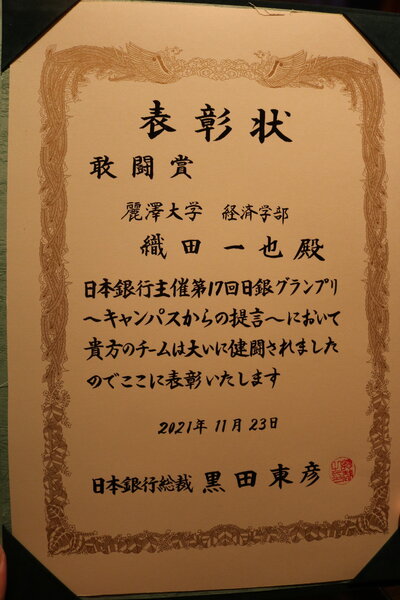 表彰状
敢闘賞
麗澤大学 経済学部
織田一也殿
日本銀行主催第17回日銀グランプリ
～キャンパスからの提言～において
貴方のチームは大いに健闘されました
のでここに表彰いたします
2021年11月23日
日本銀行総裁 黒田東彦